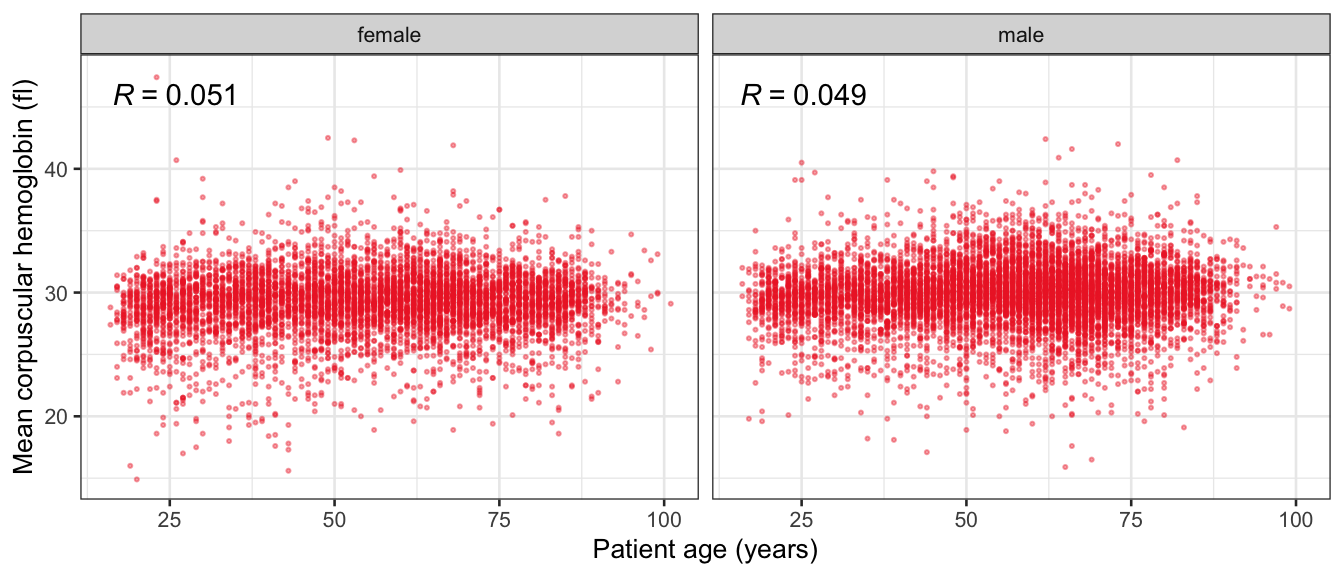 female
male
Mean corpuscular hemoglobin (fl)
R = 0.051
R = 0.049
40
30
20
25
50
75
100
25
50
75
100
Patient age (years)